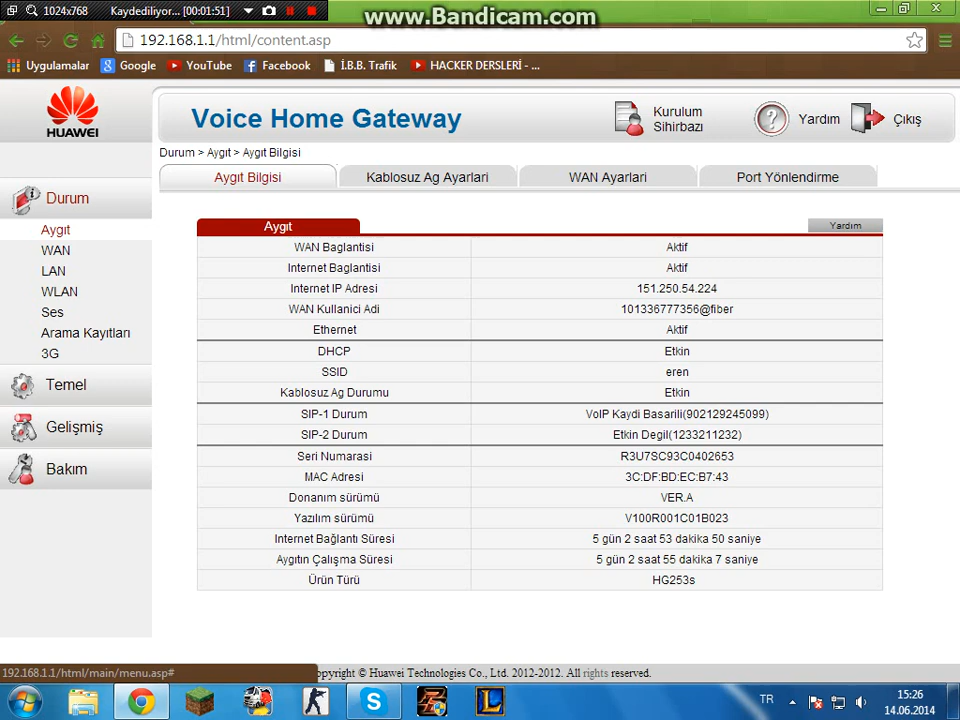 1024x768 Kaydediliyor... [00:01:51]
www.Bandicam.com
192.168.1.1/html/content.asp
Uygulamalar Google YouTube Facebook İ.B.B. Trafik HACKER DERSLERİ - ...
HUAWEI
Voice Home Gateway
Kurulum
Sihirbazı
Yardım
Çıkış
Durum > Aygıt > Aygıt Bilgisi
Aygıt Bilgisi
Kablosuz Ag Ayarlari
WAN Ayarlari
Port Yönlendirme
Durum
Aygıt
WAN
LAN
WLAN
Ses
Arama Kayıtları
3G
Temel
Gelişmiş
Bakım
Aygıt
Yardım
WAN Baglantisi Aktif
Internet Baglantisi Aktif
Internet IP Adresi 151.250.54.224
WAN Kullanici Adi 101336777356@fiber
Ethernet Aktif
DHCP Etkin
SSID eren
Kablosuz Ag Durumu Etkin
SIP-1 Durum VoIP Kaydi Basarili(902129245099)
SIP-2 Durum Etkin Degil(1233211232)
Seri Numarasi R3U7SC93C0402653
MAC Adresi 3C:DF:BD:EC:B7:43
Donanım sürümü VER.A
Yazılım sürümü V100R001C01B023
Internet Bağlantı Süresi 5 gün 2 saat 53 dakika 50 saniye
Aygıtın Çalışma Süresi 5 gün 2 saat 55 dakika 7 saniye
Ürün Türü HG253s
192.168.1.1/html/main/menu.asp#
opyright © Huawei Technologies Co., Ltd. 2012-2012. All rights reserved.
TR
15:26
14.06.2014